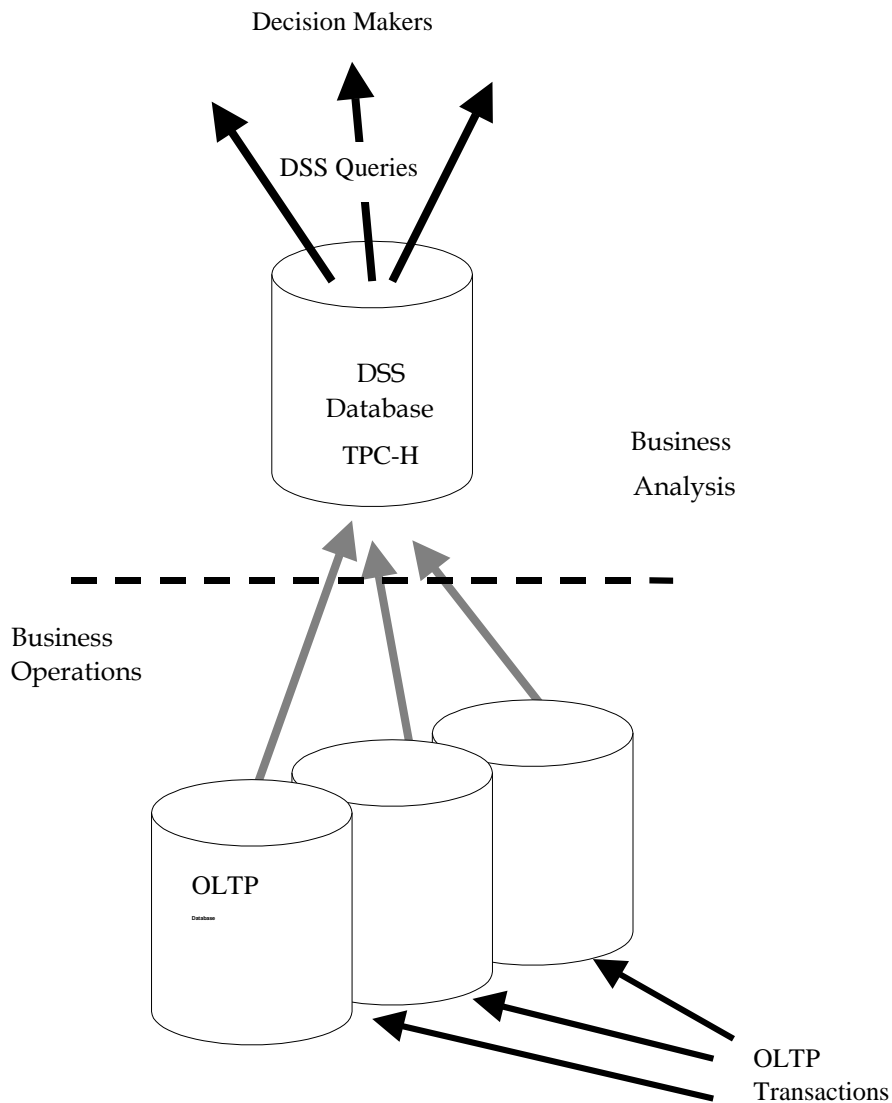 Decision Makers
DSS Queries
DSS
Database
TPC-H
Business
Analysis
Business
Operations
OLTP
Database
OLTP
Transactions